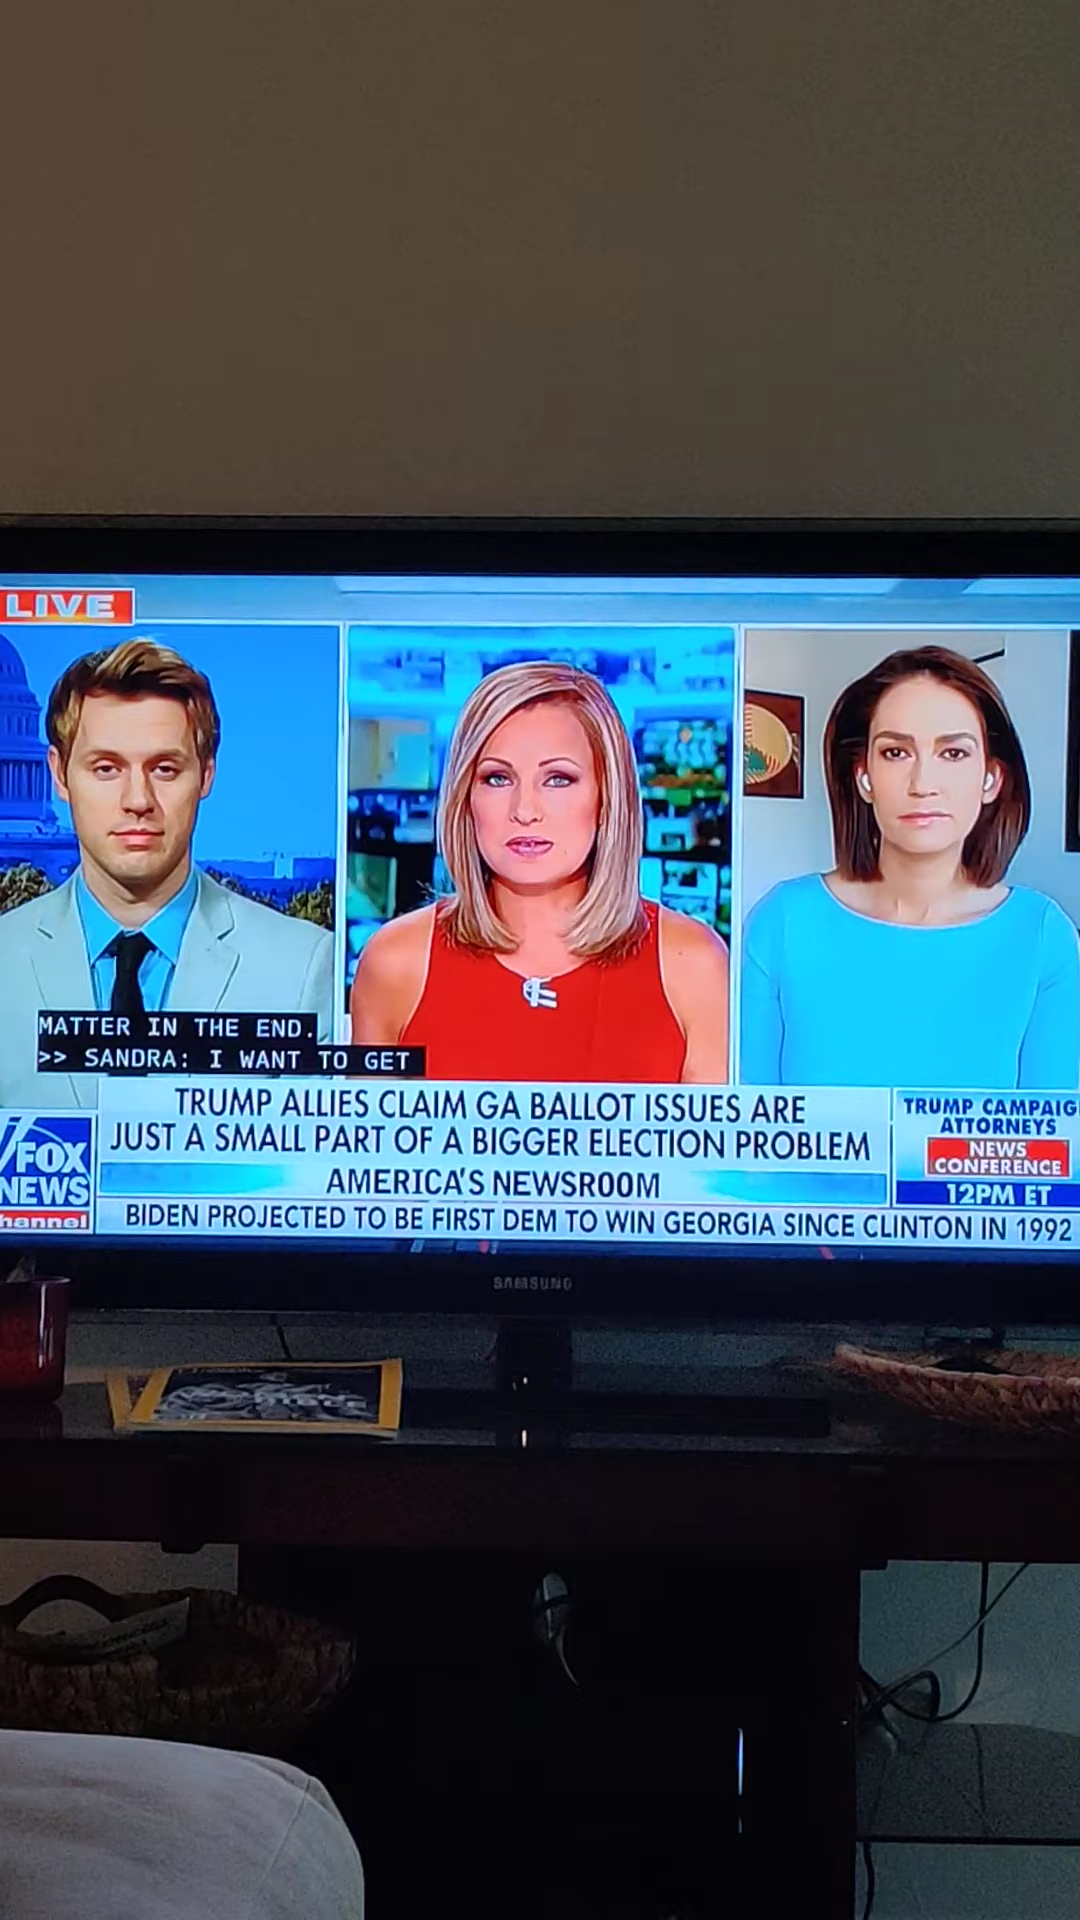 LIVE
MATTER IN THE END.
>> SANDRA: I WANT TO GET
TRUMP ALLIES CLAIM GA BALLOT ISSUES ARE
JUST A SMALL PART OF A BIGGER ELECTION PROBLEM
AMERICA'S NEWSROOM
BIDEN PROJECTED TO BE FIRST DEM TO WIN GEORGIA SINCE CLINTON IN 1992
FOX
NEWS
hannel
TRUMP CAMPAIG
ATTORNEYS
NEWS
CONFERENCE
12PM ET
SAMSUNG